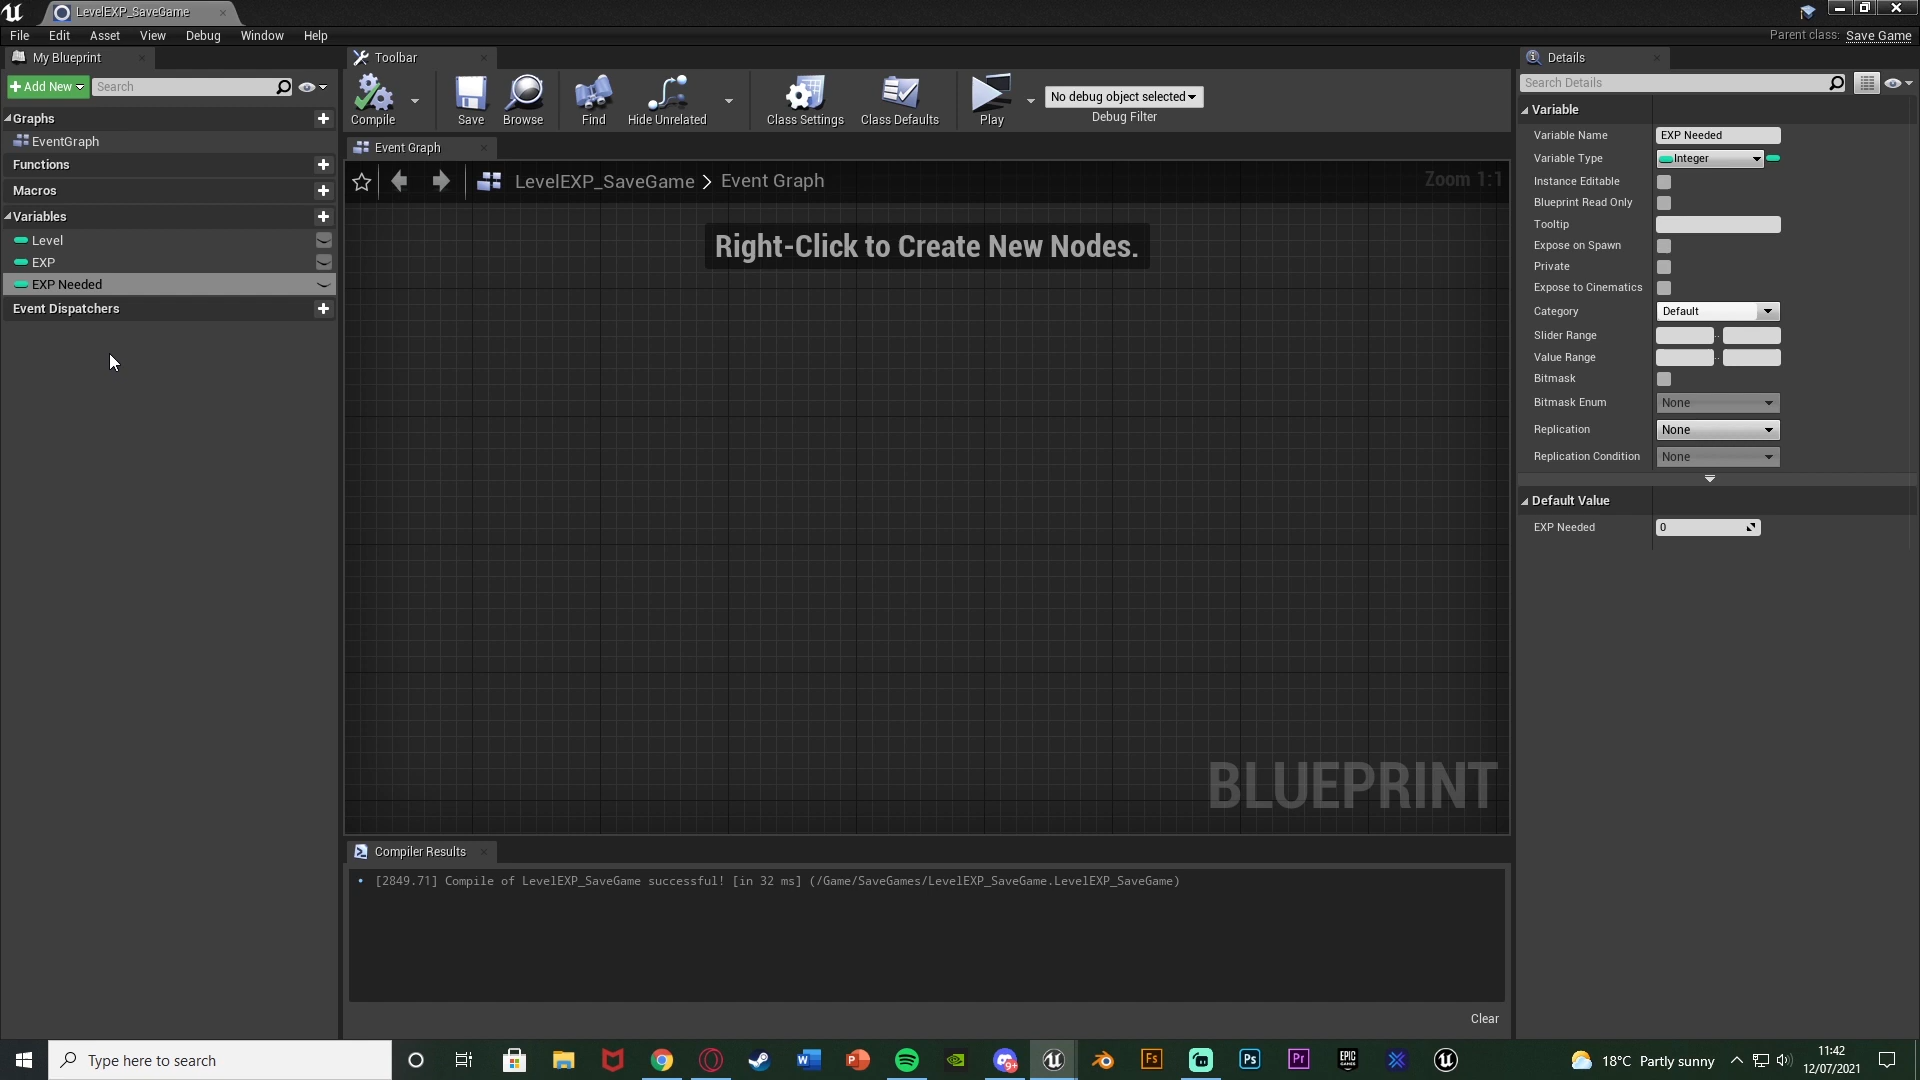 LevelEXP_SaveGame
File Edit Asset View Debug Window Help
Parent class: Save Game
My Blueprint
Add New
Search
Graphs
EventGraph
Functions
Macros
Variables
Level
EXP
EXP Needed
Event Dispatchers
Toolbar
Compile
Save
Browse
Find
Hide Unrelated
Class Settings
Class Defaults
Play
No debug object selected
Debug Filter
Event Graph
LevelEXP_SaveGame > Event Graph
Zoom 1:1
Right-Click to Create New Nodes.
BLUEPRINT
Compiler Results
• [2849.71] Compile of LevelEXP_SaveGame successful! [in 32 ms] (/Game/SaveGames/LevelEXP_SaveGame.LevelEXP_SaveGame)
Clear
Details
Search Details
Variable
Variable Name EXP Needed
Variable Type Integer
Instance Editable
Blueprint Read Only
Tooltip
Expose on Spawn
Private
Expose to Cinematics
Category Default
Slider Range
Value Range
Bitmask
Bitmask Enum None
Replication None
Replication Condition None
Default Value
EXP Needed 0
Type here to search
W
P
9+
Fs
Ps
Pr
EPIC GAMES
18°C Partly sunny
11:42
12/07/2021